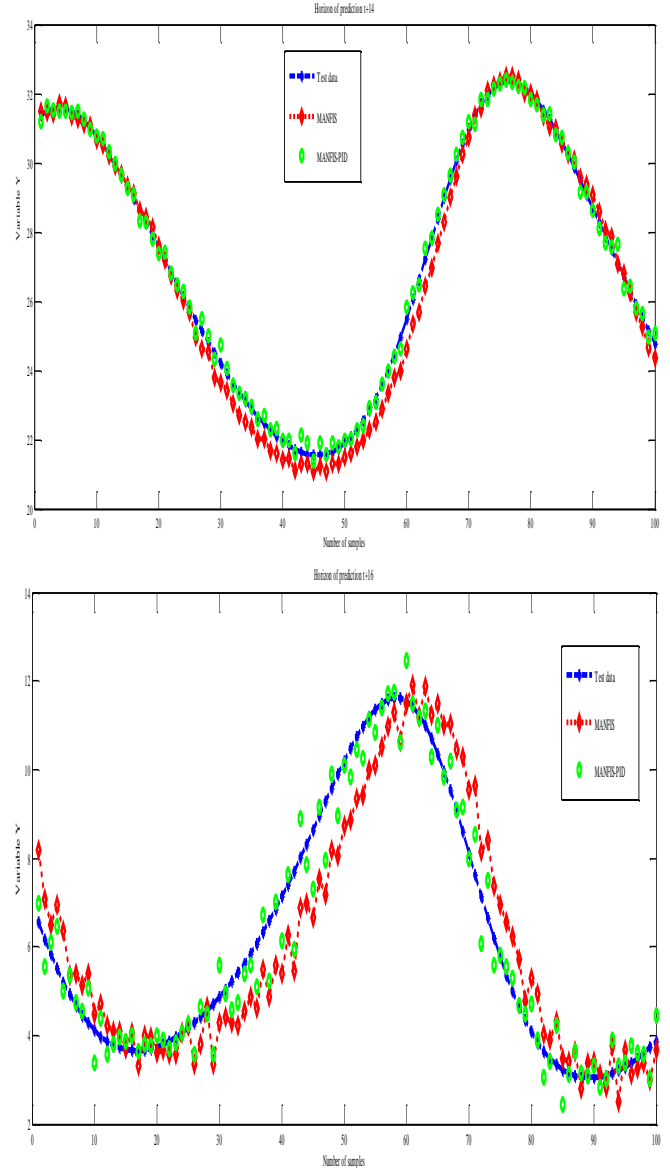 Horizon of prediction t+14
34
32
30
28
26
24
22
20
Variable Y
Test data
MANFIS
MANFIS-PID
0 10 20 30 40 50 60 70 80 90 100
Number of samples
Horizon of prediction t+16
14
12
10
8
6
4
2
Variable Y
Test data
MANFIS
MANFIS-PID
0 10 20 30 40 50 60 70 80 90 100
Number of samples